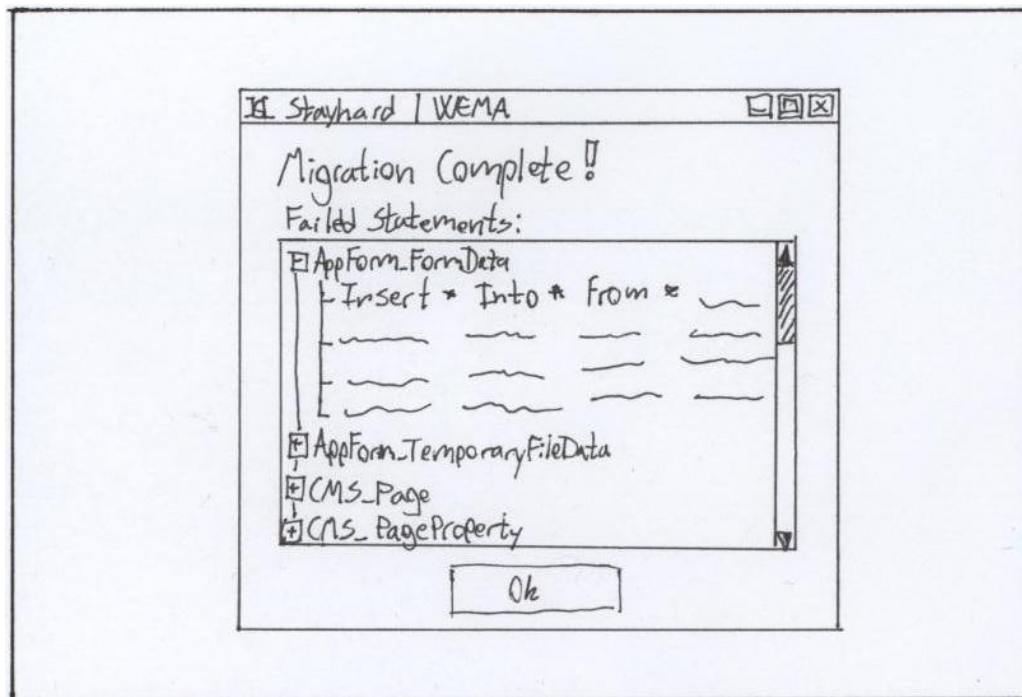 Stayhard | WEMA
Migration Complete!
Failed Statements:
AppForm_FormData
Insert * Into * From *
AppForm_TemporaryFileData
CMS_Page
CMS_PageProperty
Ok